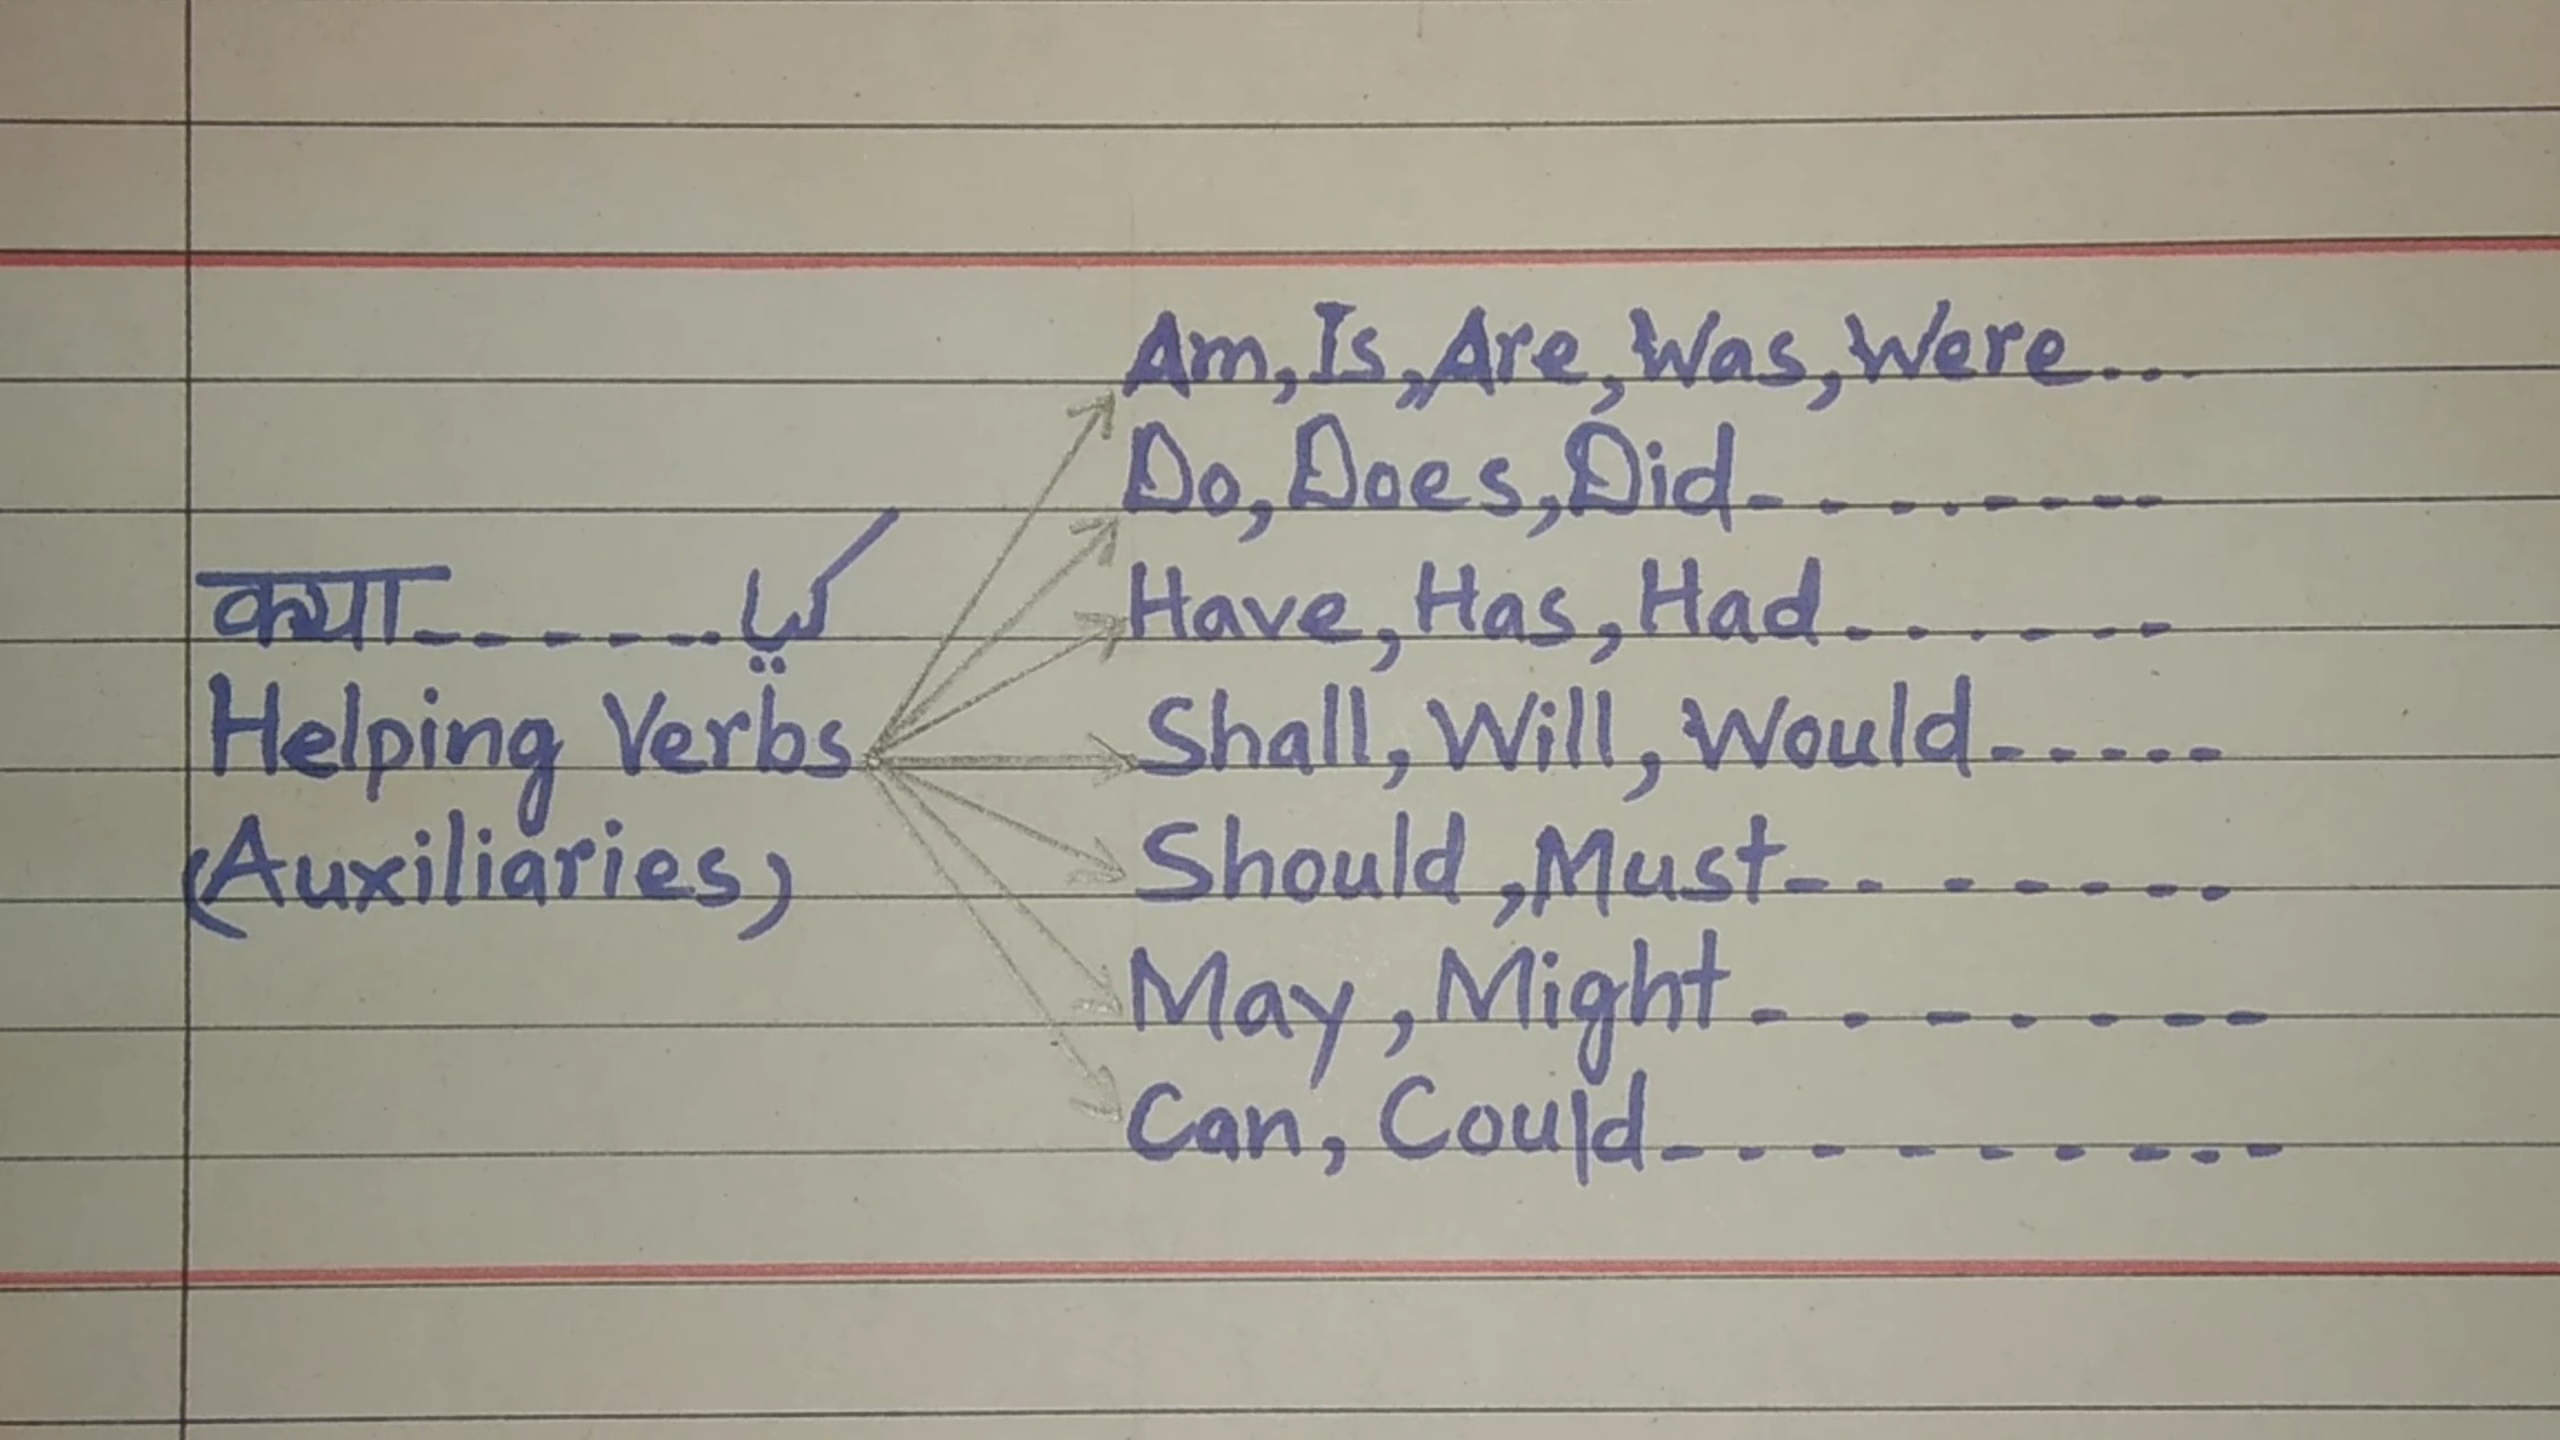 क्या.......کیا
Helping Verbs
(Auxiliaries)
Am, Is, Are, Was, Were...
Do, Does, Did.........
Have, Has, Had.......
Shall, Will, Would.....
Should, Must.......
May, Might.......
Can, Could..........